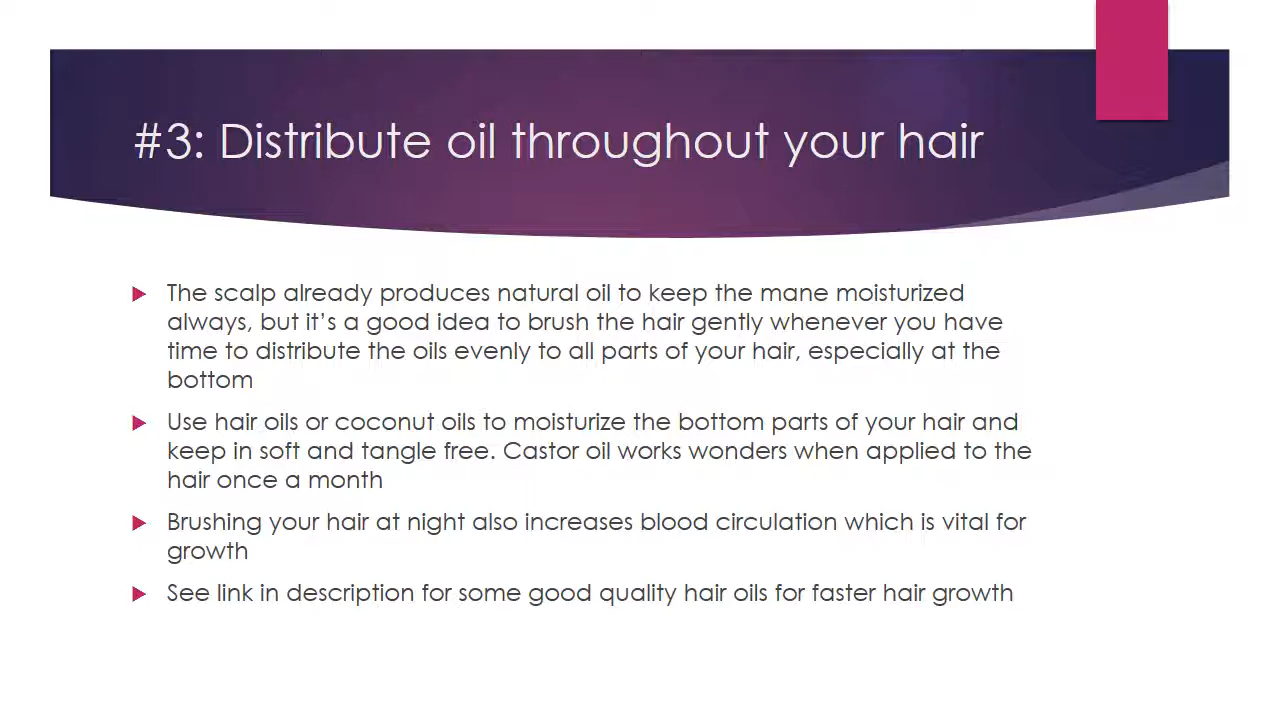 #3: Distribute oil throughout your hair
The scalp already produces natural oil to keep the mane moisturized
always, but it's a good idea to brush the hair gently whenever you have
time to distribute the oils evenly to all parts of your hair, especially at the
bottom
Use hair oils or coconut oils to moisturize the bottom parts of your hair and
keep in soft and tangle free. Castor oil works wonders when applied to the
hair once a month
Brushing your hair at night also increases blood circulation which is vital for
growth
See link in description for some good quality hair oils for faster hair growth